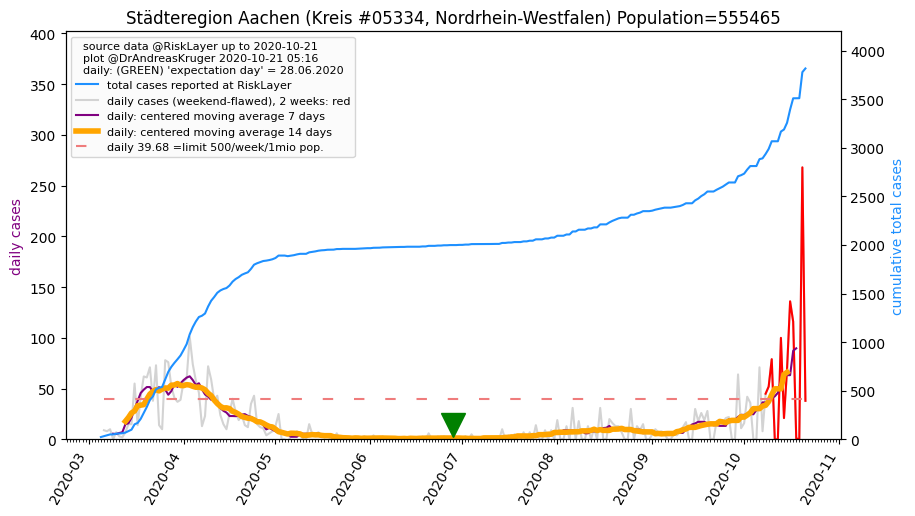 Städteregion Aachen (Kreis #05334, Nordrhein-Westfalen) Population=555465
source data @RiskLayer up to 2020-10-21
plot @DrAndreasKruger 2020-10-21 05:16
daily: (GREEN) 'expectation day' = 28.06.2020
total cases reported at RiskLayer
daily cases (weekend-flawed), 2 weeks: red
daily: centered moving average 7 days
daily: centered moving average 14 days
daily 39.68 =limit 500/week/1mio pop.
daily cases
400
350
300
250
200
150
100
50
0
cumulative total cases
4000
3500
3000
2500
2000
1500
1000
500
0
2020-03
2020-04
2020-05
2020-06
2020-07
2020-08
2020-09
2020-10
2020-11